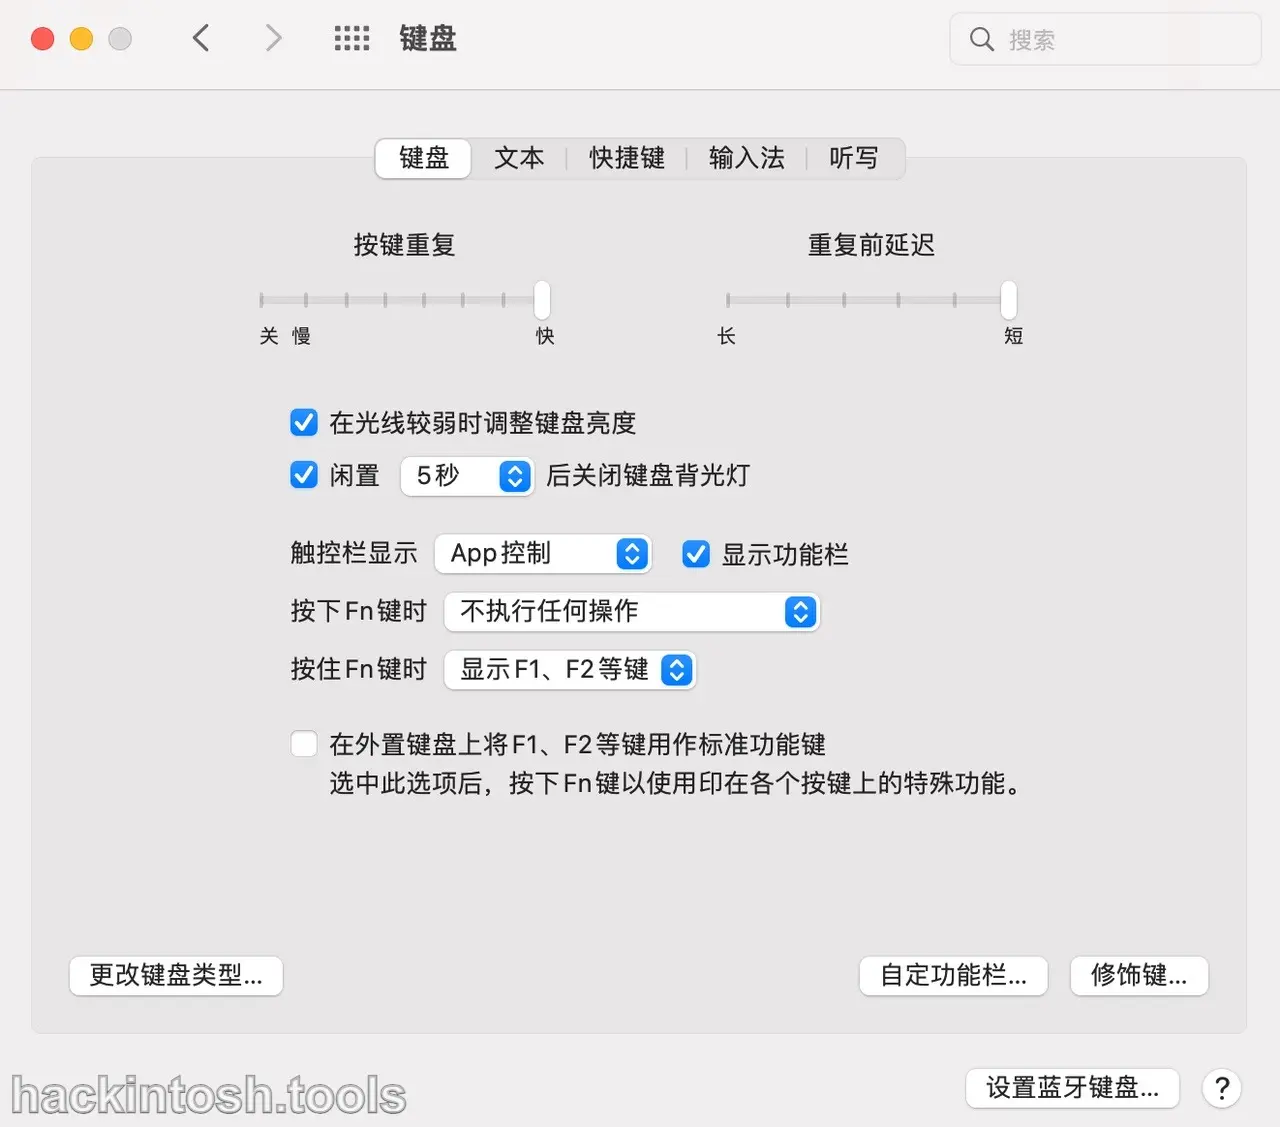 键盘
搜索
键盘 文本 快捷键 输入法 听写
按键重复 重复前延迟
关 慢 快 长 短
在光线较弱时调整键盘亮度
闲置 5秒 后关闭键盘背光灯
触控栏显示 App控制 显示功能栏
按下Fn键时 不执行任何操作
按住Fn键时 显示F1、F2等键
在外置键盘上将F1、F2等键用作标准功能键
选中此选项后，按下Fn键以使用印在各个按键上的特殊功能。
更改键盘类型... 自定功能栏... 修饰键...
设置蓝牙键盘... ?
hackintosh.tools